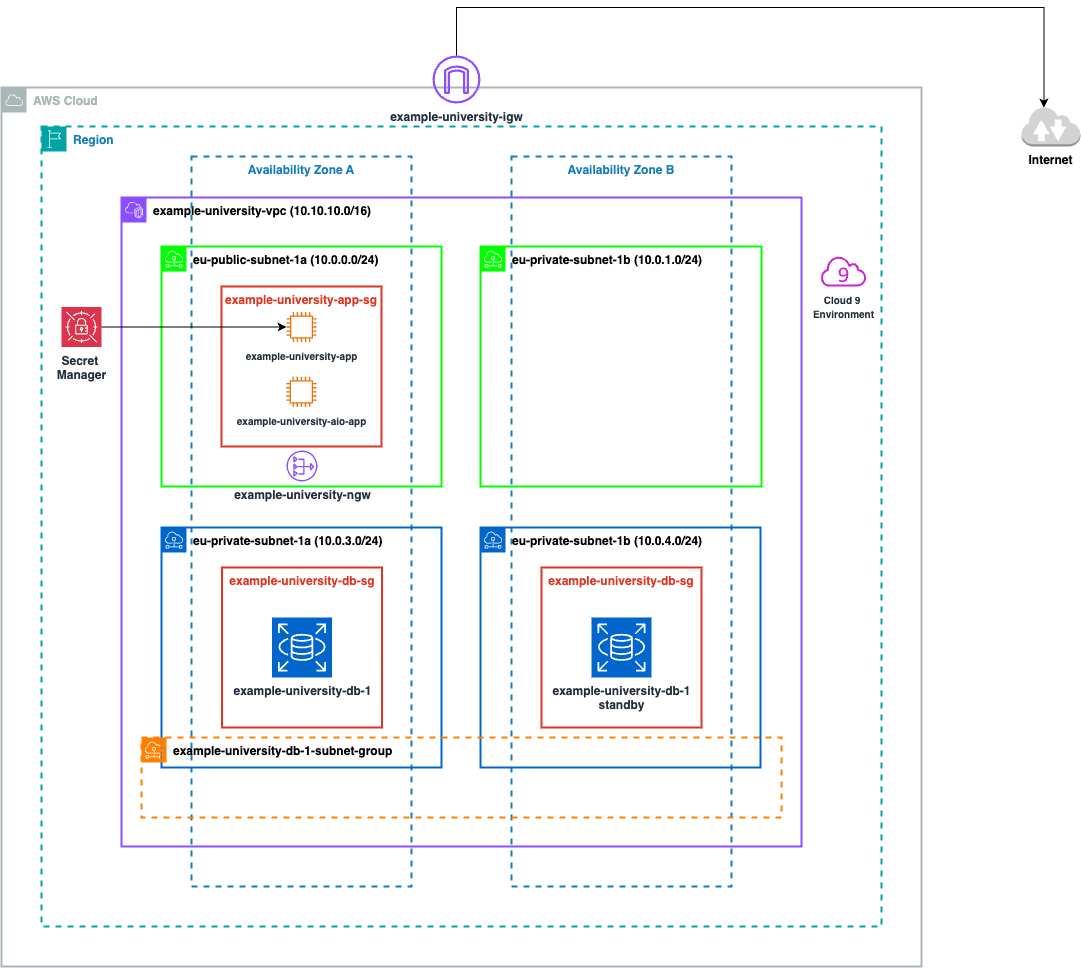 example-university-igw
AWS Cloud
Region
Internet
Availability Zone A
Availability Zone B
example-university-vpc (10.10.10.0/16)
eu-public-subnet-1a (10.0.0.0/24)
eu-private-subnet-1b (10.0.1.0/24)
example-university-app-sg
9
Cloud 9
Environment
Secret
Manager
example-university-app
example-university-aio-app
example-university-ngw
eu-private-subnet-1a (10.0.3.0/24)
eu-private-subnet-1b (10.0.4.0/24)
example-university-db-sg
example-university-db-sg
example-university-db-1
example-university-db-1
standby
example-university-db-1-subnet-group